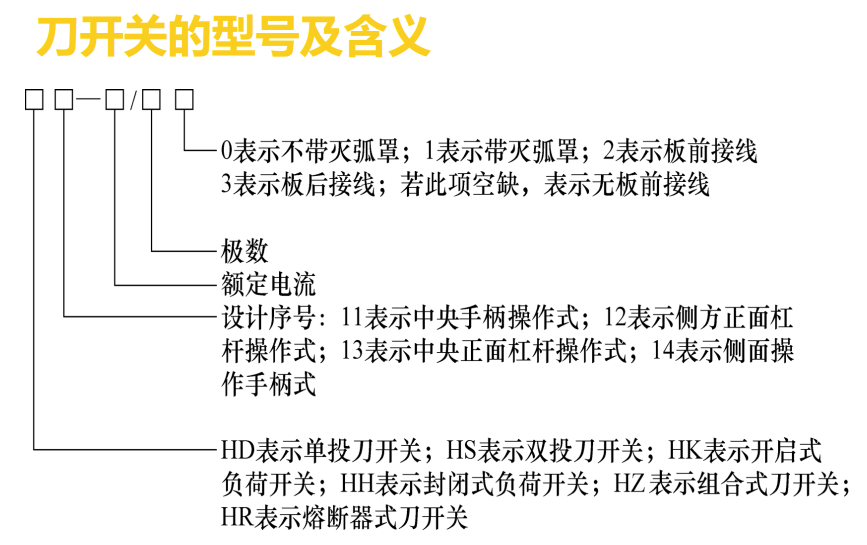 刀开关的型号及含义
□ □—□/□ □
0表示不带灭弧罩；1表示带灭弧罩；2表示板前接线
3表示板后接线；若此项空缺，表示无板前接线
极数
额定电流
设计序号：11表示中央手柄操作式；12表示侧方正面杠
杆操作式；13表示中央正面杠杆操作式；14表示侧面操
作手柄式
HD表示单投刀开关；HS表示双投刀开关；HK表示开启式
负荷开关；HH表示封闭式负荷开关；HZ表示组合式刀开关；
HR表示熔断器式刀开关